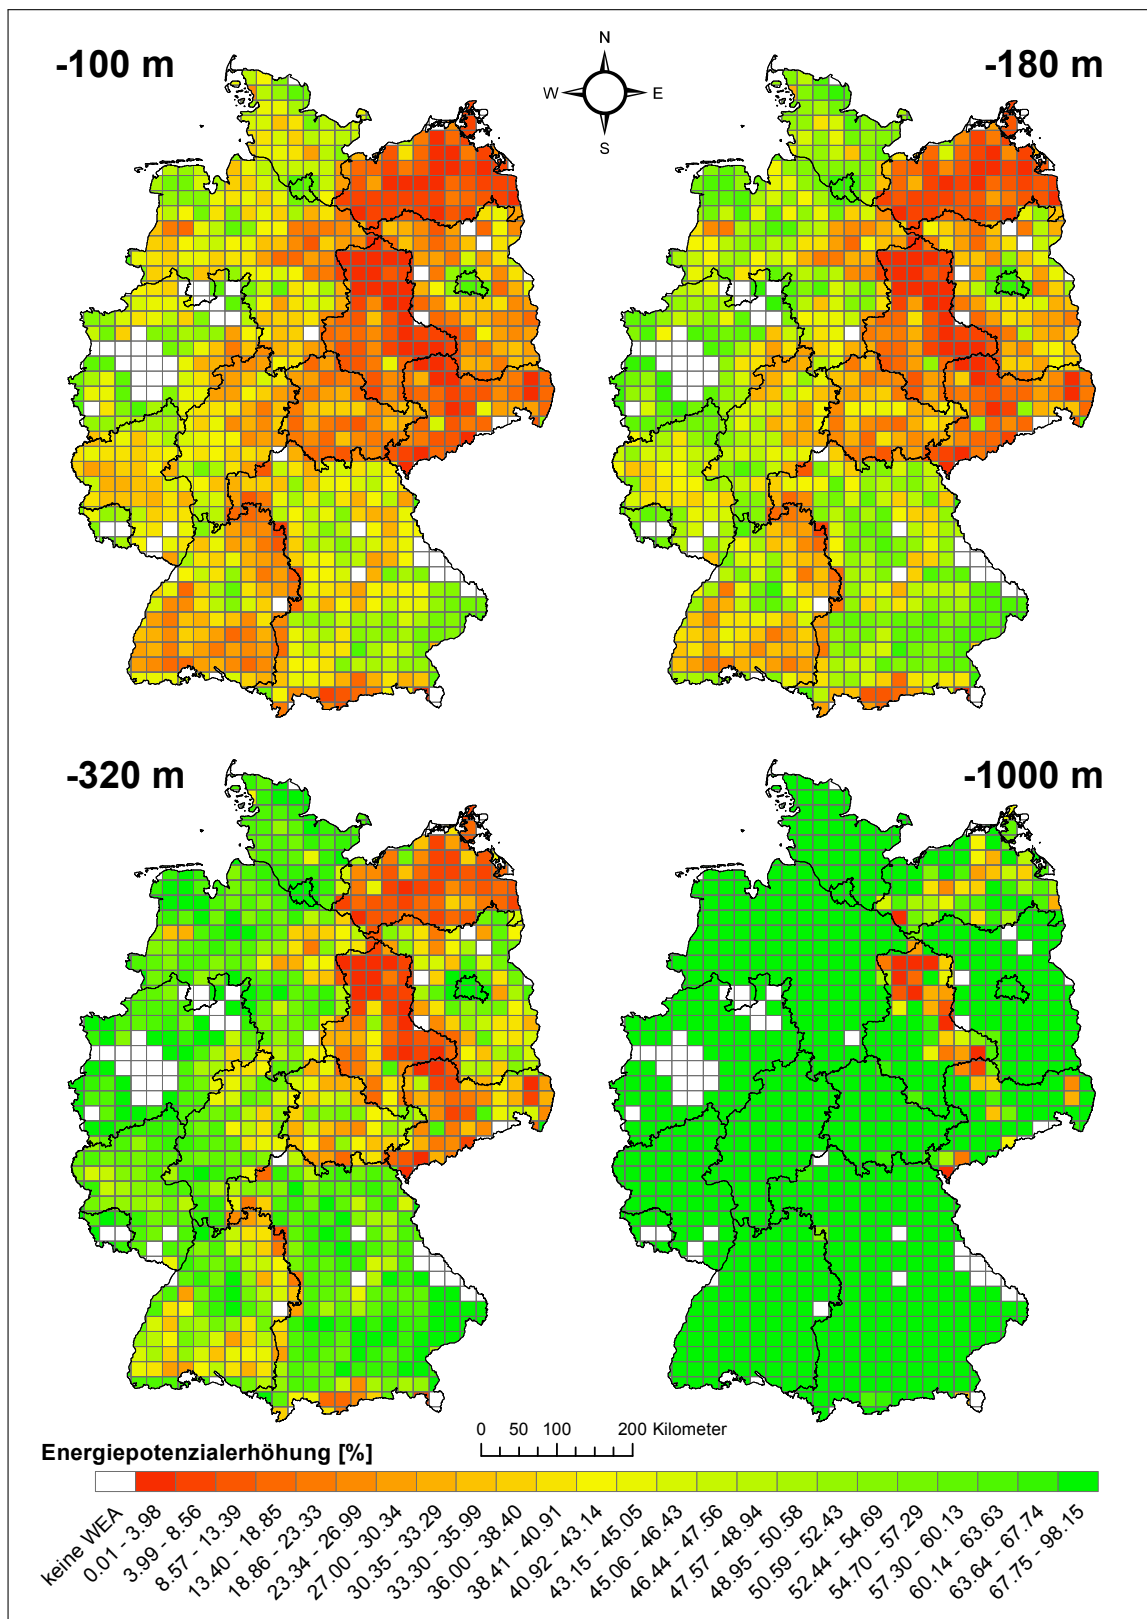 -100 m
N
W E
S
-180 m
-320 m
-1000 m
0 50 100 200 Kilometer
Energiepotenzialerhöhung [%]
keine WEA
0.01 - 3.98
3.99 - 8.56
8.57 - 13.39
13.40 - 18.85
18.86 - 23.33
23.34 - 26.99
27.00 - 30.34
30.35 - 33.29
33.30 - 35.99
36.00 - 38.40
38.41 - 40.91
40.92 - 43.14
43.15 - 45.05
45.06 - 46.43
46.44 - 47.56
47.57 - 48.94
48.95 - 50.58
50.59 - 52.43
52.44 - 54.69
54.70 - 57.29
57.30 - 60.13
60.14 - 63.63
63.64 - 67.74
67.75 - 98.15